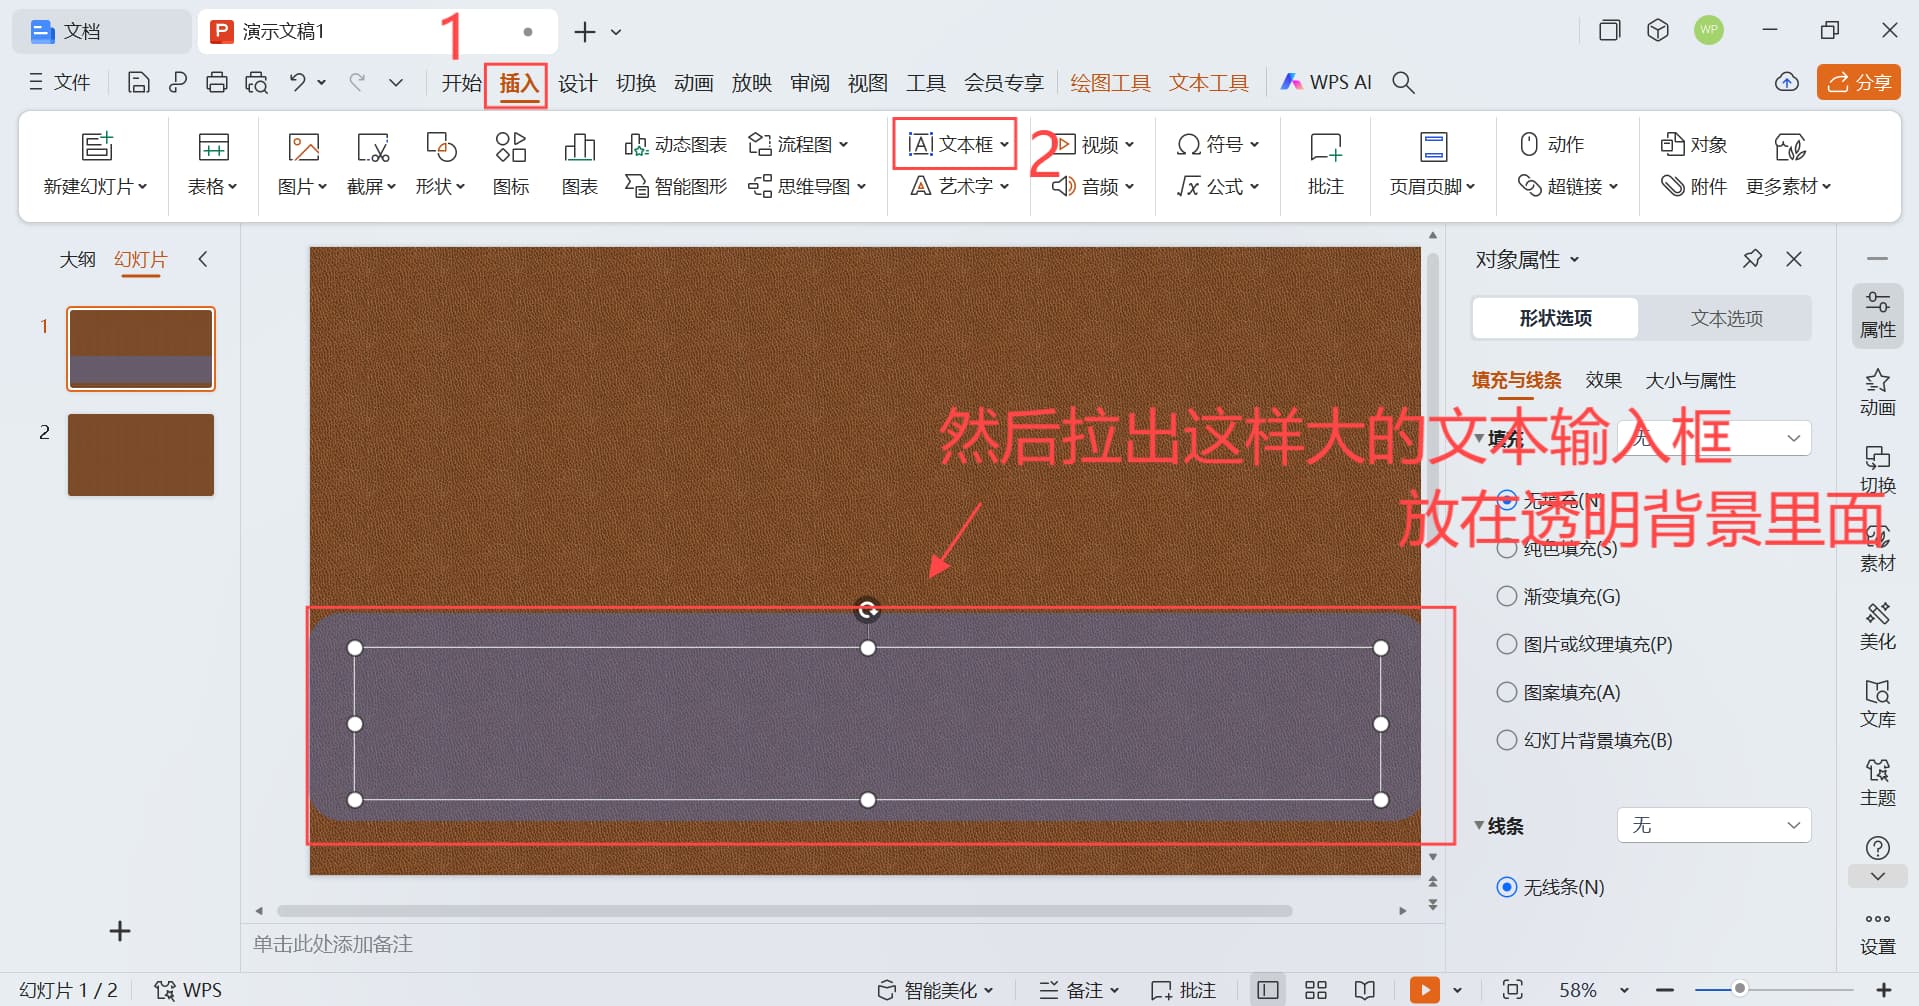 文档
演示文稿1
1
WP
文件
开始 插入 设计 切换 动画 放映 审阅 视图 工具 会员专享 绘图工具 文本工具 WPS AI
分享
动态图表 流程图 文本框 2 视频 符号 动作 对象
新建幻灯片 表格 图片 截屏 形状 图标 图表 智能图形 思维导图 艺术字 音频 公式 批注 页眉页脚 超链接 附件 更多素材
大纲 幻灯片
1
2
对象属性
形状选项 文本选项
填充与线条 效果 大小与属性
然后拉出这样大的文本输入框
放在透明背景里面
填充 无
无填充(N)
纯色填充(S)
渐变填充(G)
图片或纹理填充(P)
图案填充(A)
幻灯片背景填充(B)
线条 无
无线条(N)
属性
动画
切换
素材
美化
文库
主题
设置
单击此处添加备注
幻灯片 1 / 2 WPS 智能美化 备注 批注 58%